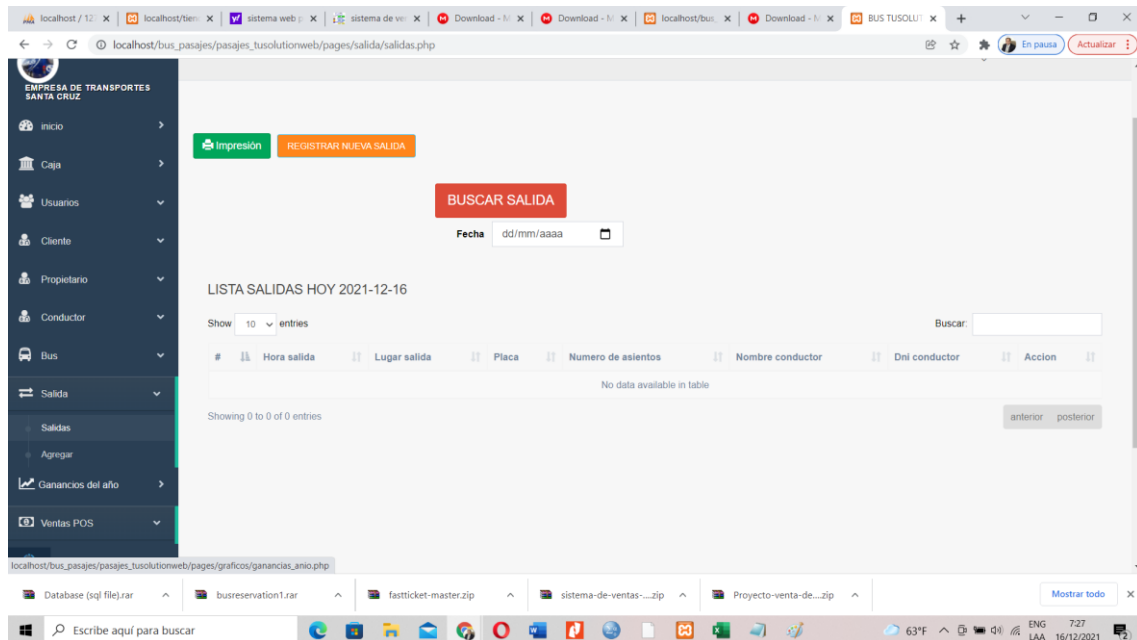 localhost / 12
localhost/tien
sistema web p
sistema de ve
Download - M
Download - M
localhost/bus_
Download - M
BUS TUSOLUT
localhost/bus_pasajes/pasajes_tusolutionweb/pages/salida/salidas.php
En pausa
Actualizar
EMPRESA DE TRANSPORTES
SANTA CRUZ
inicio
Caja
Usuarios
Cliente
Propietario
Conductor
Bus
Salida
Salidas
Agregar
Ganancios del año
Ventas POS
Impresión
REGISTRAR NUEVA SALIDA
BUSCAR SALIDA
Fecha dd/mm/aaaa
LISTA SALIDAS HOY 2021-12-16
Show 10 entries
Buscar:
# Hora salida Lugar salida Placa Numero de asientos Nombre conductor Dni conductor Accion
No data available in table
Showing 0 to 0 of 0 entries
anterior posterior
localhost/bus_pasajes/pasajes_tusolutionweb/pages/graficos/ganancias_anio.php
Database (sql file).rar
busreservation1.rar
fastticket-master.zip
sistema-de-ventas-....zip
Proyecto-venta-de....zip
Mostrar todo
Escribe aquí para buscar
63°F
ENG
LAA
7:27
16/12/2021